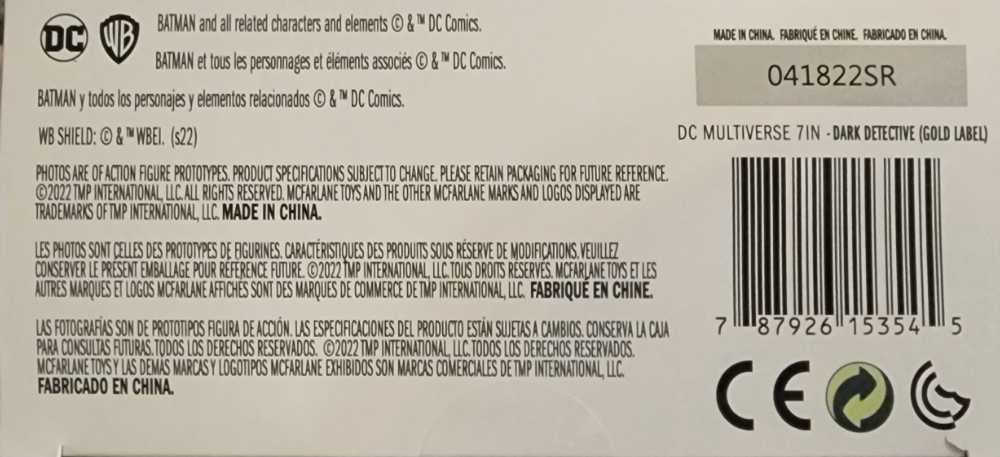 DC WB BATMAN and all related characters and elements © & ™ DC Comics.
BATMAN et tous les personnages et éléments associés © & ™ DC Comics.
BATMAN y todos los personajes y elementos relacionados © & ™ DC Comics.
WB SHIELD: © & ™ WBEI. (s22)
PHOTOS ARE OF ACTION FIGURE PROTOTYPES. PRODUCT SPECIFICATIONS SUBJECT TO CHANGE. PLEASE RETAIN PACKAGING FOR FUTURE REFERENCE.
©2022 TMP INTERNATIONAL, LLC. ALL RIGHTS RESERVED. MCFARLANE TOYS AND THE OTHER MCFARLANE MARKS AND LOGOS DISPLAYED ARE
TRADEMARKS OF TMP INTERNATIONAL, LLC. MADE IN CHINA.
LES PHOTOS SONT CELLES DES PROTOTYPES DE FIGURINES. CARACTÉRISTIQUES DES PRODUITS SOUS RÉSERVE DE MODIFICATIONS. VEUILLEZ
CONSERVER LE PRÉSENT EMBALLAGE POUR RÉFÉRENCE FUTURE. ©2022 TMP INTERNATIONAL, LLC. TOUS DROITS RÉSERVÉS. MCFARLANE TOYS ET LES
AUTRES MARQUES ET LOGOS MCFARLANE AFFICHÉS SONT DES MARQUES DE COMMERCE DE TMP INTERNATIONAL, LLC. FABRIQUÉ EN CHINE.
LAS FOTOGRAFÍAS SON DE PROTOTIPOS FIGURA DE ACCIÓN. LAS ESPECIFICACIONES DEL PRODUCTO ESTÁN SUJETAS A CAMBIOS. CONSERVA LA CAJA
PARA CONSULTAS FUTURAS. TODOS LOS DERECHOS RESERVADOS. ©2022 TMP INTERNATIONAL, LLC. TODOS LOS DERECHOS RESERVADOS.
MCFARLANE TOYS Y LAS DEMÁS MARCAS Y LOGOTIPOS MCFARLANE EXHIBIDOS SON MARCAS COMERCIALES DE TMP INTERNATIONAL, LLC.
FABRICADO EN CHINA.
MADE IN CHINA. FABRIQUÉ EN CHINE. FABRICADO EN CHINA.
041822SR
DC MULTIVERSE 7IN - DARK DETECTIVE (GOLD LABEL)
7 87926 15354 5
CE